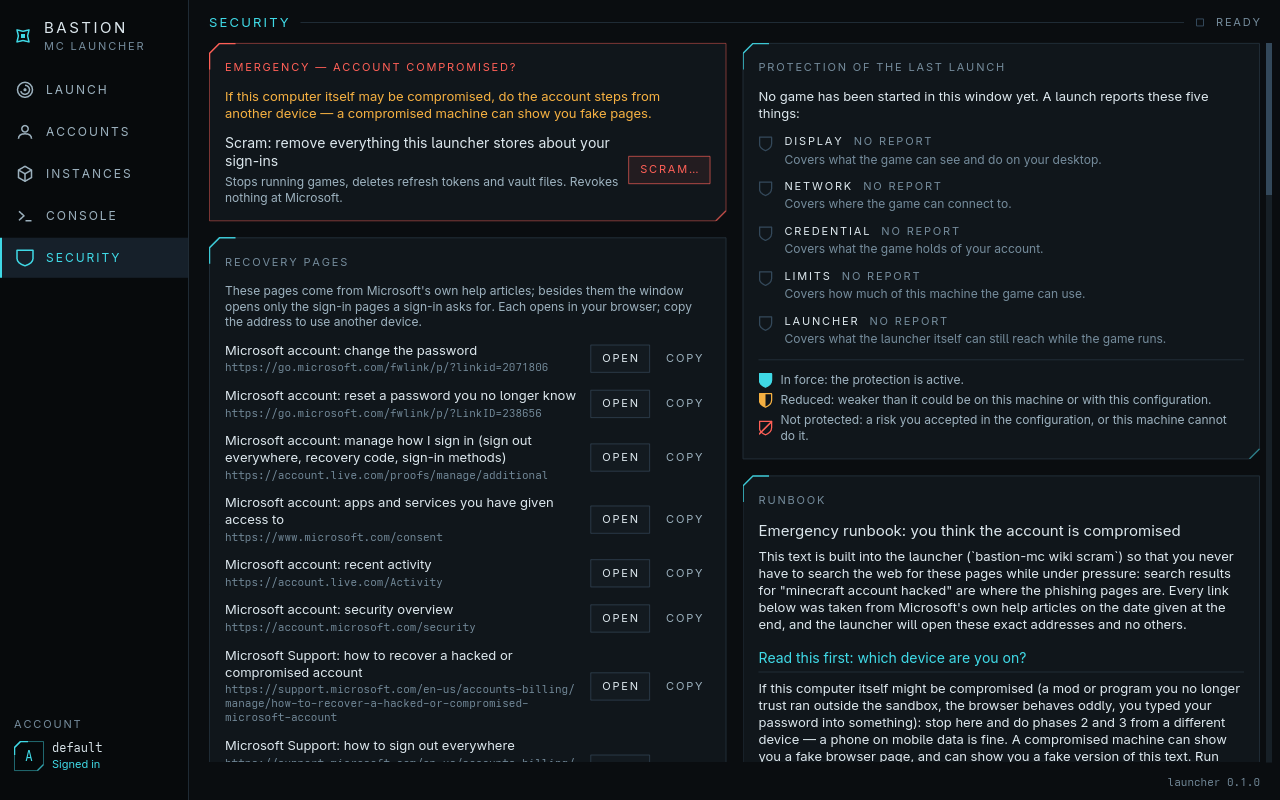 BASTION
MC LAUNCHER
LAUNCH
ACCOUNTS
INSTANCES
CONSOLE
SECURITY
ACCOUNT
A
default
Signed in
SECURITY
READY
EMERGENCY — ACCOUNT COMPROMISED?
If this computer itself may be compromised, do the account steps from
another device — a compromised machine can show you fake pages.
Scram: remove everything this launcher stores about your
sign-ins
Stops running games, deletes refresh tokens and vault files. Revokes
nothing at Microsoft.
SCRAM…
RECOVERY PAGES
These pages come from Microsoft's own help articles; besides them the window
opens only the sign-in pages a sign-in asks for. Each opens in your browser; copy
the address to use another device.
Microsoft account: change the password
https://go.microsoft.com/fwlink/p/?linkid=2071806
OPEN COPY
Microsoft account: reset a password you no longer know
https://go.microsoft.com/fwlink/p/?LinkID=238656
OPEN COPY
Microsoft account: manage how I sign in (sign out
everywhere, recovery code, sign-in methods)
https://account.live.com/proofs/manage/additional
OPEN COPY
Microsoft account: apps and services you have given
access to
https://www.microsoft.com/consent
OPEN COPY
Microsoft account: recent activity
https://account.live.com/Activity
OPEN COPY
Microsoft account: security overview
https://account.microsoft.com/security
OPEN COPY
Microsoft Support: how to recover a hacked or
compromised account
https://support.microsoft.com/en-us/accounts-billing/
manage/how-to-recover-a-hacked-or-compromised-
microsoft-account
OPEN COPY
Microsoft Support: how to sign out everywhere
PROTECTION OF THE LAST LAUNCH
No game has been started in this window yet. A launch reports these five
things:
DISPLAY NO REPORT
Covers what the game can see and do on your desktop.
NETWORK NO REPORT
Covers where the game can connect to.
CREDENTIAL NO REPORT
Covers what the game holds of your account.
LIMITS NO REPORT
Covers how much of this machine the game can use.
LAUNCHER NO REPORT
Covers what the launcher itself can still reach while the game runs.
In force: the protection is active.
Reduced: weaker than it could be on this machine or with this configuration.
Not protected: a risk you accepted in the configuration, or this machine cannot
do it.
RUNBOOK
Emergency runbook: you think the account is compromised
This text is built into the launcher (`bastion-mc wiki scram`) so that you never
have to search the web for these pages while under pressure: search results
for "minecraft account hacked" are where the phishing pages are. Every link
below was taken from Microsoft's own help articles on the date given at the
end, and the launcher will open these exact addresses and no others.
Read this first: which device are you on?
If this computer itself might be compromised (a mod or program you no longer
trust ran outside the sandbox, the browser behaves oddly, you typed your
password into something): stop here and do phases 2 and 3 from a different
device — a phone on mobile data is fine. A compromised machine can show
you a fake browser page, and can show you a fake version of this text. Run
launcher 0.1.0